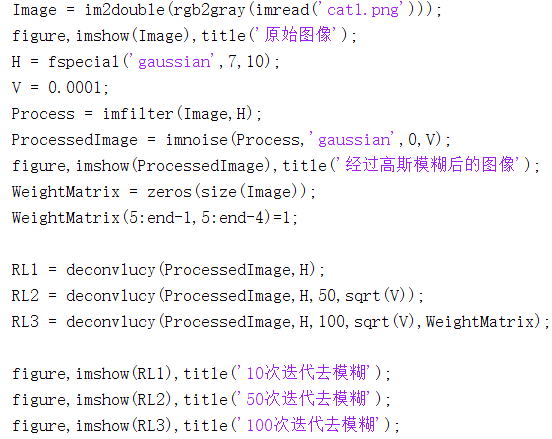 Image = im2double(rgb2gray(imread('cat1.png')));
figure,imshow(Image),title('原始图像');
H = fspecial('gaussian',7,10);
V = 0.0001;
Process = imfilter(Image,H);
ProcessedImage = imnoise(Process,'gaussian',0,V);
figure,imshow(ProcessedImage),title('经过高斯模糊后的图像');
WeightMatrix = zeros(size(Image));
WeightMatrix(5:end-1,5:end-4)=1;
RL1 = deconvlucy(ProcessedImage,H);
RL2 = deconvlucy(ProcessedImage,H,50,sqrt(V));
RL3 = deconvlucy(ProcessedImage,H,100,sqrt(V),WeightMatrix);
figure,imshow(RL1),title('10次迭代去模糊');
figure,imshow(RL2),title('50次迭代去模糊');
figure,imshow(RL3),title('100次迭代去模糊');